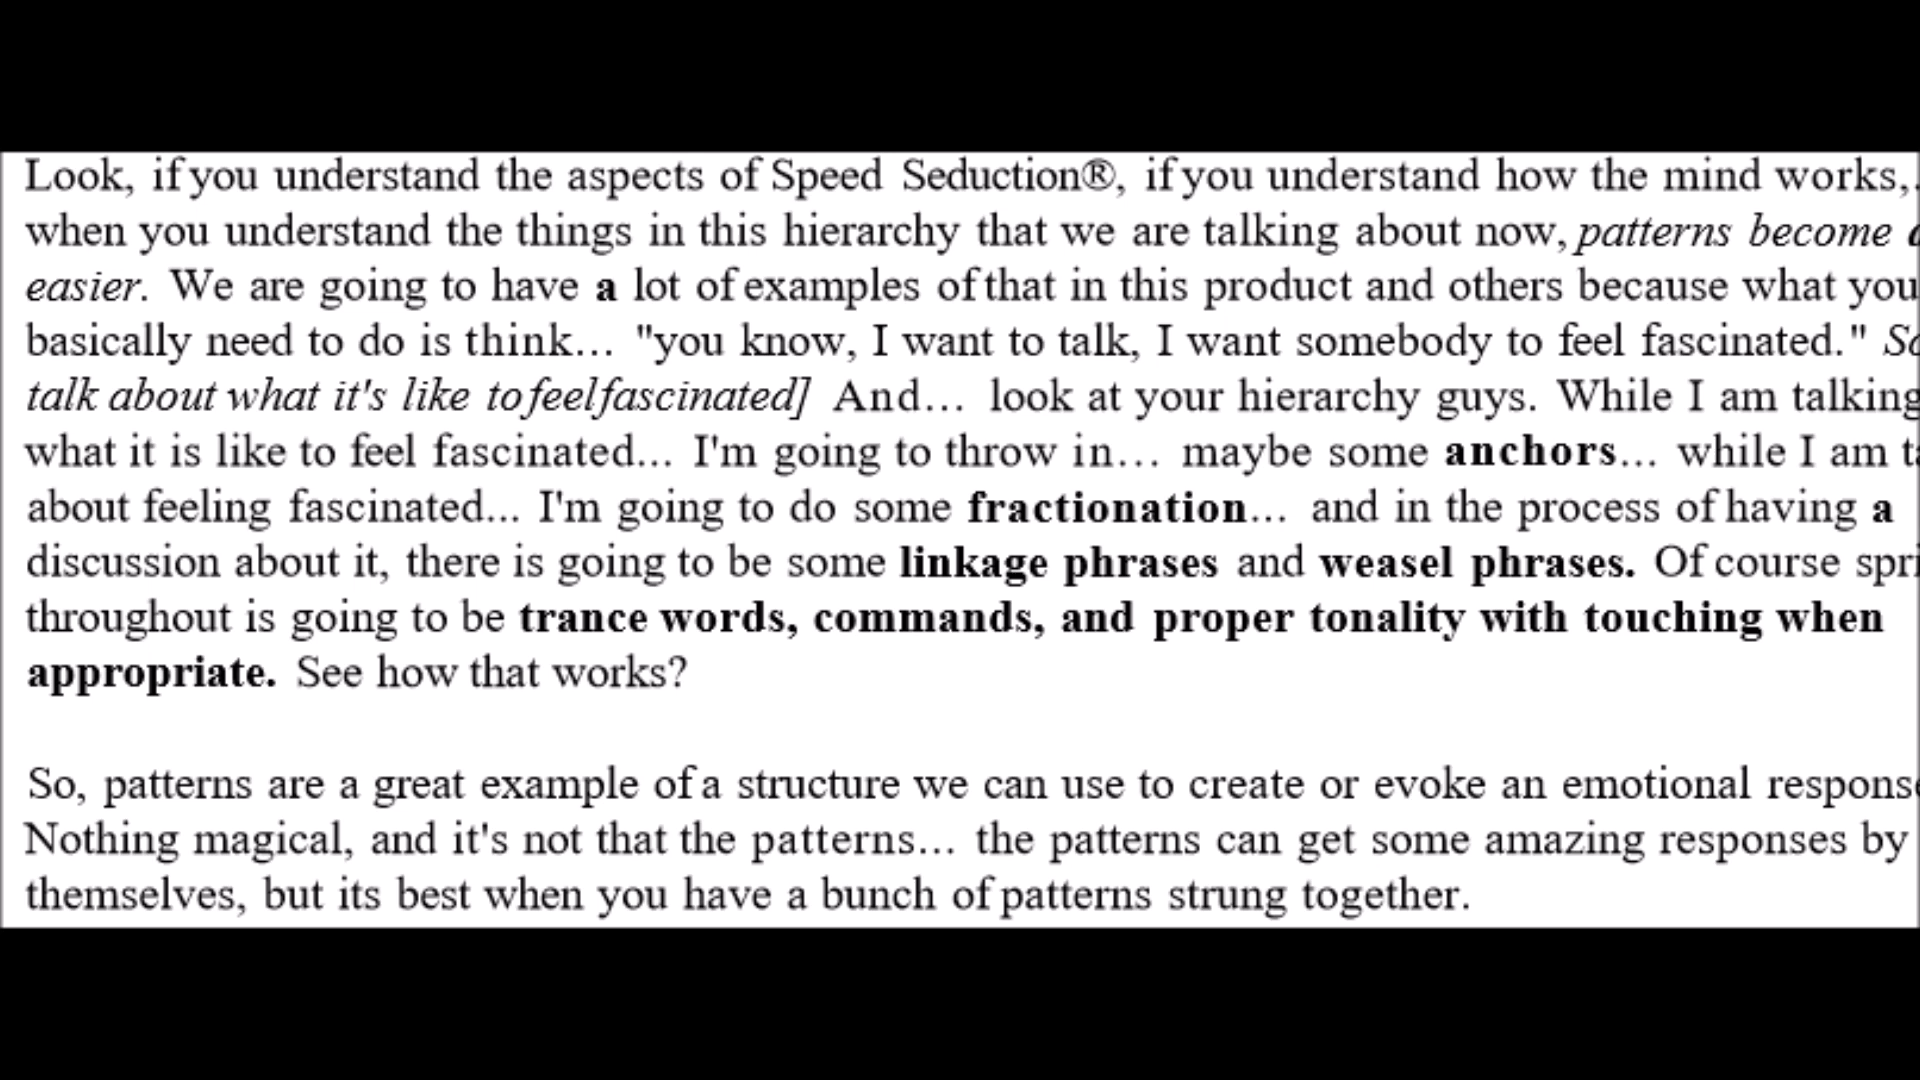 Look, if you understand the aspects of Speed Seduction®, if you understand how the mind works,
when you understand the things in this hierarchy that we are talking about now, patterns become
easier. We are going to have a lot of examples of that in this product and others because what you
basically need to do is think... "you know, I want to talk, I want somebody to feel fascinated."
talk about what it's like to feel fascinated] And... look at your hierarchy guys. While I am talking
what it is like to feel fascinated... I'm going to throw in... maybe some anchors... while I am
about feeling fascinated... I'm going to do some fractionation... and in the process of having a
discussion about it, there is going to be some linkage phrases and weasel phrases. Of course
throughout is going to be trance words, commands, and proper tonality with touching when
appropriate. See how that works?
So, patterns are a great example of a structure we can use to create or evoke an emotional
Nothing magical, and it's not that the patterns... the patterns can get some amazing responses by
themselves, but its best when you have a bunch of patterns strung together.